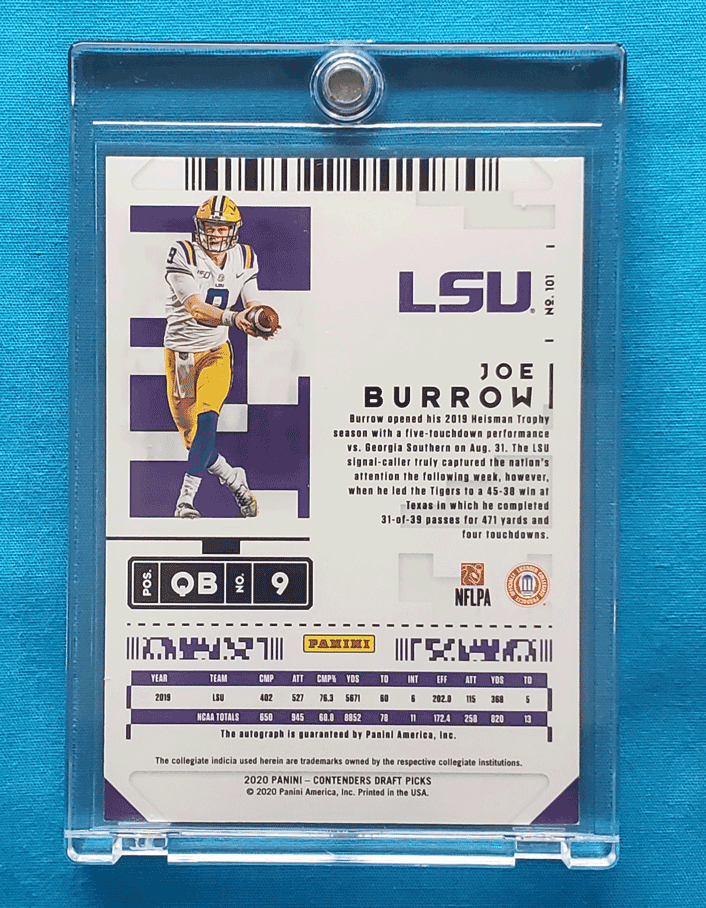 LSU
No. 101
JOE
BURROW
Burrow opened his 2019 Heisman Trophy
season with a five-touchdown performance
vs. Georgia Southern on Aug. 31. The LSU
signal-caller truly captured the nation's
attention the following week, however,
when he led the Tigers to a 45-38 win at
Texas in which he completed
31-of-39 passes for 471 yards and
four touchdowns.
POS. QB NO. 9
NFLPA
PANINI
YEAR TEAM CMP ATT CMP% YDS TD INT EFF ATT YDS TD
2019 LSU 402 527 76.3 5671 60 6 202.0 115 368 5
NCAA TOTALS 650 945 68.8 8852 78 11 172.4 258 820 13
The autograph is guaranteed by Panini America, Inc.
The collegiate indicia used herein are trademarks owned by the respective collegiate institutions.
2020 PANINI – CONTENDERS DRAFT PICKS
© 2020 Panini America, Inc. Printed in the USA.